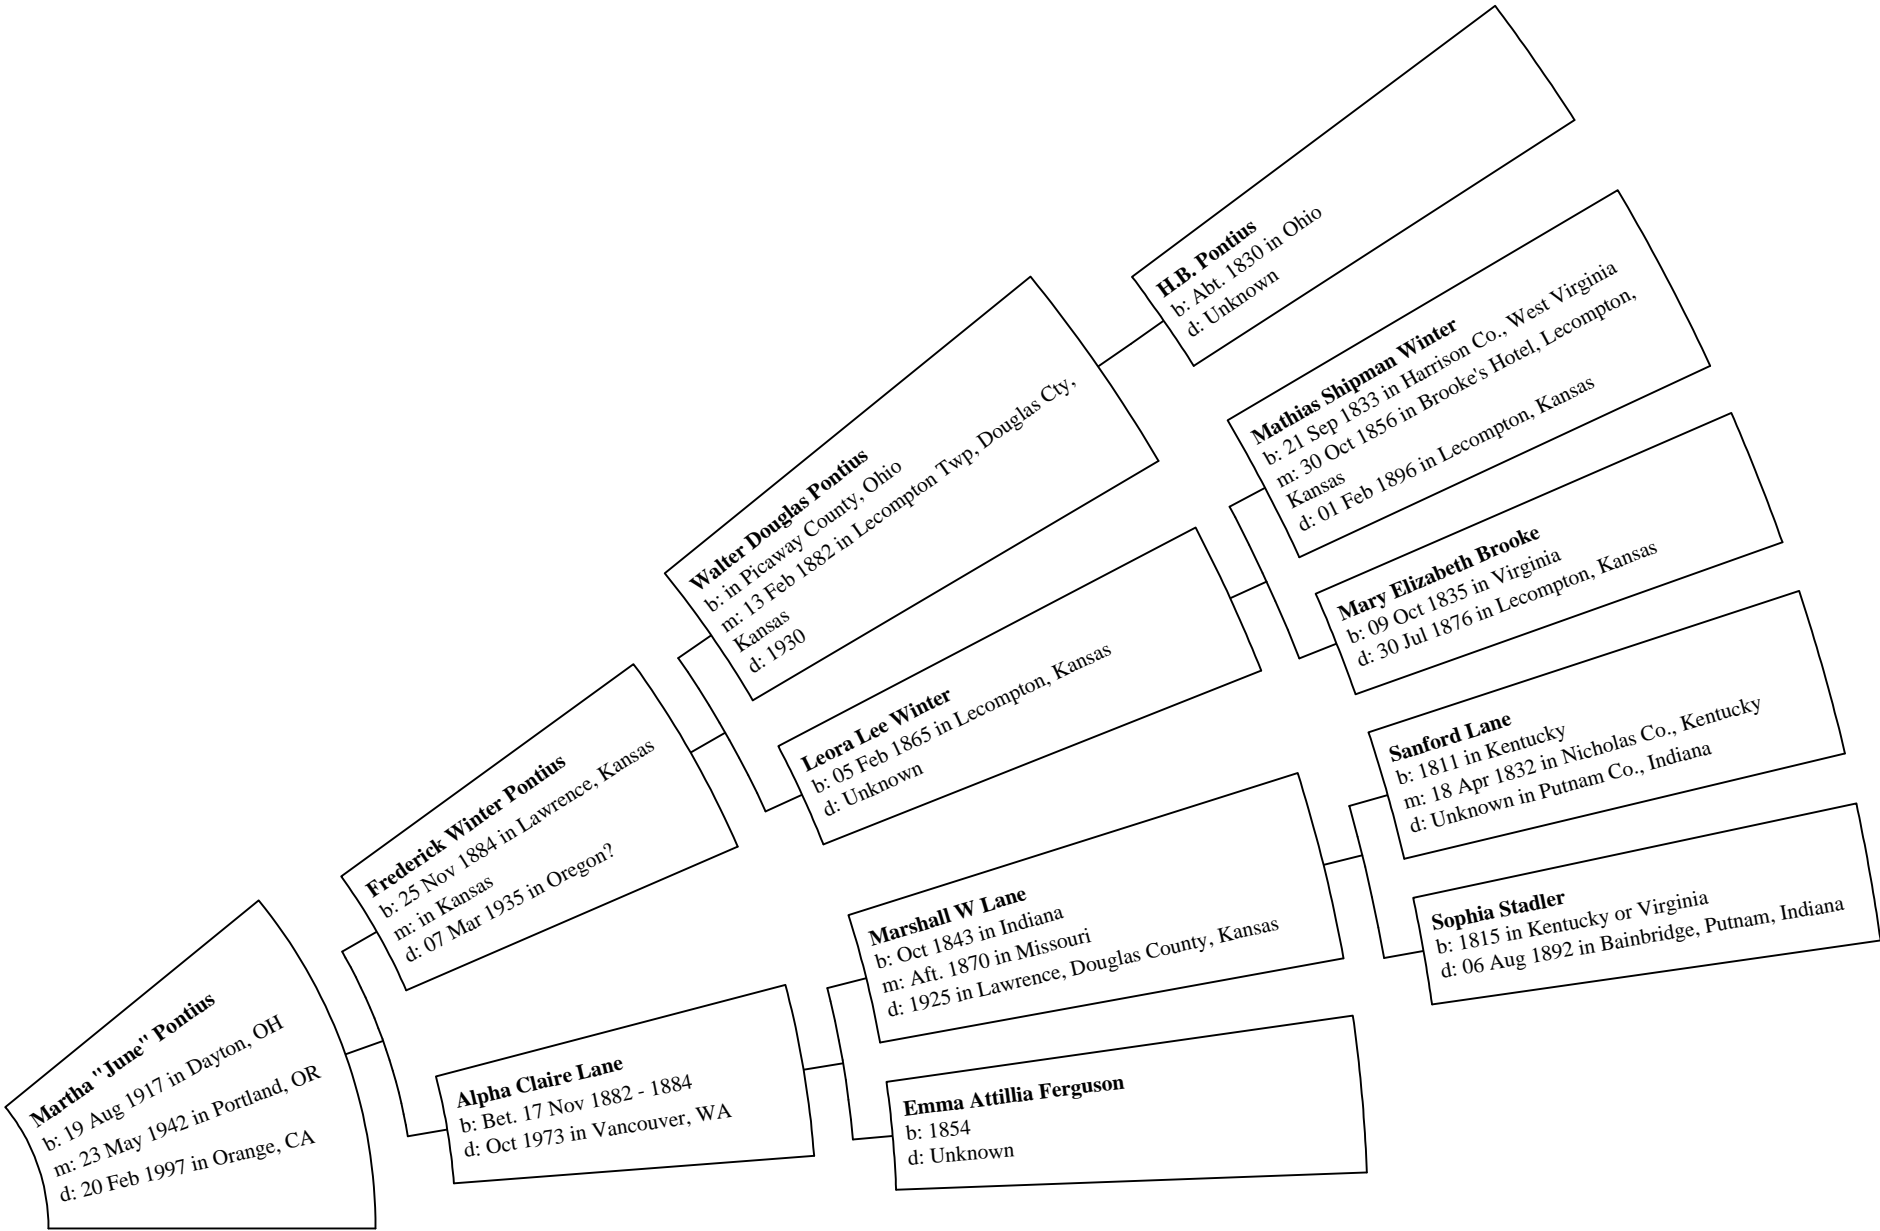 H.B. Pontius
b: Abt. 1830 in Ohio
d: Unknown
Mathias Shipman Winter
b: 21 Sep 1833 in Harrison Co., West Virginia
m: 30 Oct 1856 in Brooke's Hotel, Lecompton,
Kansas
d: 01 Feb 1896 in Lecompton, Kansas
Walter Douglas Pontius
b: in Picaway County, Ohio
m: 13 Feb 1882 in Lecompton Twp, Douglas Cty,
Kansas
d: 1930
Mary Elizabeth Brooke
b: 09 Oct 1835 in Virginia
d: 30 Jul 1876 in Lecompton, Kansas
Leora Lee Winter
b: 05 Feb 1865 in Lecompton, Kansas
d: Unknown
Sanford Lane
b: 1811 in Kentucky
m: 18 Apr 1832 in Nicholas Co., Kentucky
d: Unknown in Putnam Co., Indiana
Frederick Winter Pontius
b: 25 Nov 1884 in Lawrence, Kansas
m: in Kansas
d: 07 Mar 1935 in Oregon?
Marshall W Lane
b: Oct 1843 in Indiana
m: Aft. 1870 in Missouri
d: 1925 in Lawrence, Douglas County, Kansas
Sophia Stadler
b: 1815 in Kentucky or Virginia
d: 06 Aug 1892 in Bainbridge, Putnam, Indiana
Martha "June" Pontius
b: 19 Aug 1917 in Dayton, OH
m: 23 May 1942 in Portland, OR
d: 20 Feb 1997 in Orange, CA
Alpha Claire Lane
b: Bet. 17 Nov 1882 - 1884
d: Oct 1973 in Vancouver, WA
Emma Attillia Ferguson
b: 1854
d: Unknown